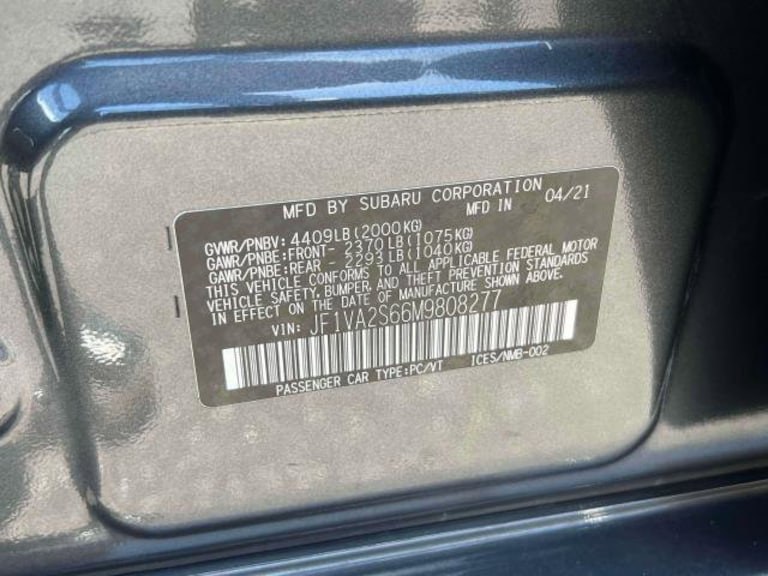 MFD BY SUBARU CORPORATION
MFD IN 04/21
GVWR/PNBV: 4409LB(2000KG)
GAWR/PNBE:FRONT- 2370LB(1075KG)
GAWR/PNBE:REAR - 2293LB(1040KG)
THIS VEHICLE CONFORMS TO ALL APPLICABLE FEDERAL MOTOR
VEHICLE SAFETY, BUMPER, AND THEFT PREVENTION STANDARDS
IN EFFECT ON THE DATE OF MANUFACTURE SHOWN ABOVE.
VIN: JF1VA2S66M9808277
PASSENGER CAR TYPE:PC/VT ICES/NMB-002